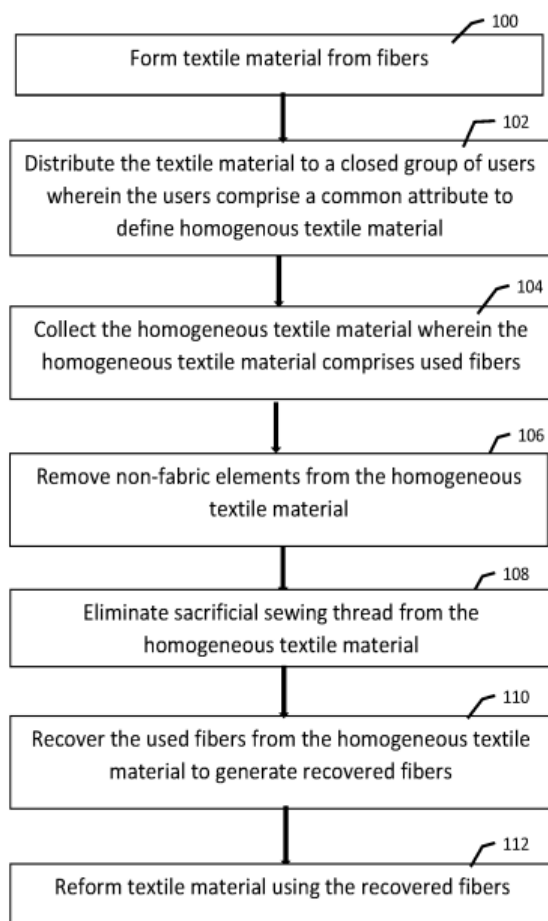 100
Form textile material from fibers
102
Distribute the textile material to a closed group of users
wherein the users comprise a common attribute to
define homogenous textile material
104
Collect the homogeneous textile material wherein the
homogeneous textile material comprises used fibers
106
Remove non-fabric elements from the homogeneous
textile material
108
Eliminate sacrificial sewing thread from the
homogeneous textile material
110
Recover the used fibers from the homogeneous textile
material to generate recovered fibers
112
Reform textile material using the recovered fibers